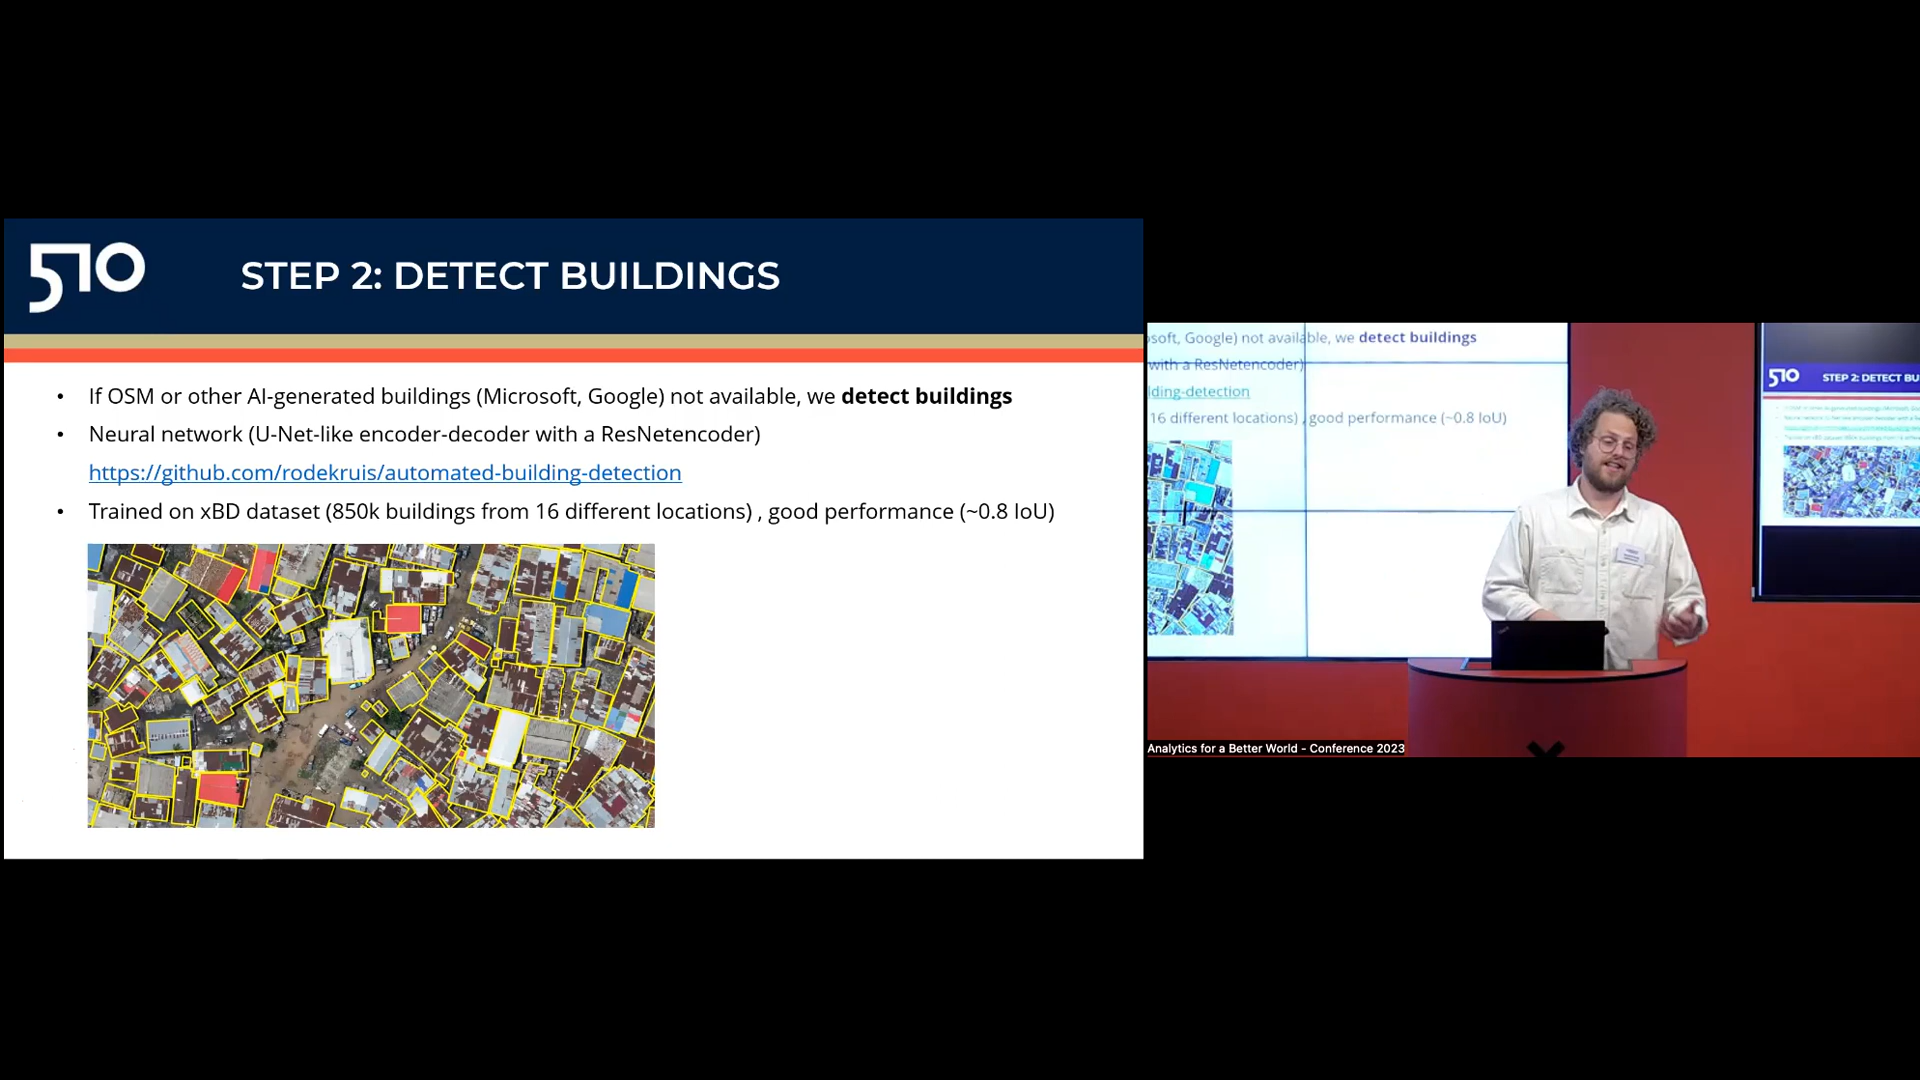 510
STEP 2: DETECT BUILDINGS
• If OSM or other AI-generated buildings (Microsoft, Google) not available, we detect buildings
• Neural network (U-Net-like encoder-decoder with a ResNetencoder)
https://github.com/rodekruis/automated-building-detection
• Trained on xBD dataset (850k buildings from 16 different locations) , good performance (~0.8 IoU)
soft, Google) not available, we detect buildings
with a ResNetencoder)
lding-detection
16 different locations) , good performance (~0.8 IoU)
510
STEP 2: DETECT BU
Analytics for a Better World - Conference 2023